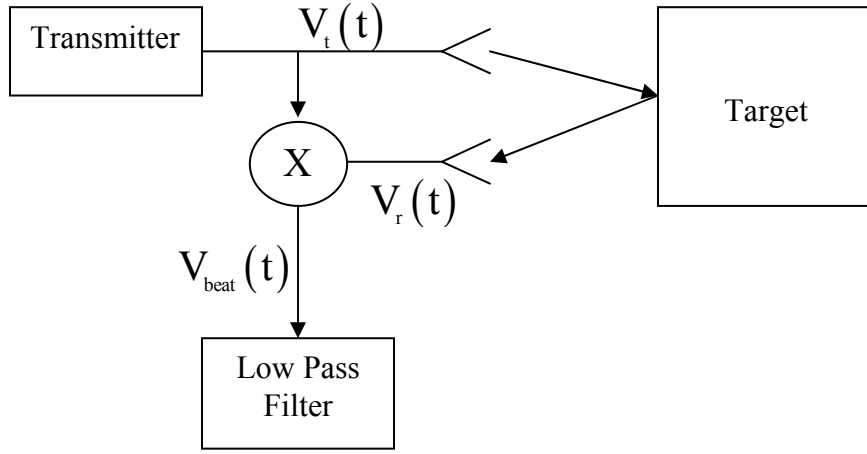 Transmitter
V_t(t)
Target
X
V_r(t)
V_beat(t)
Low Pass
Filter